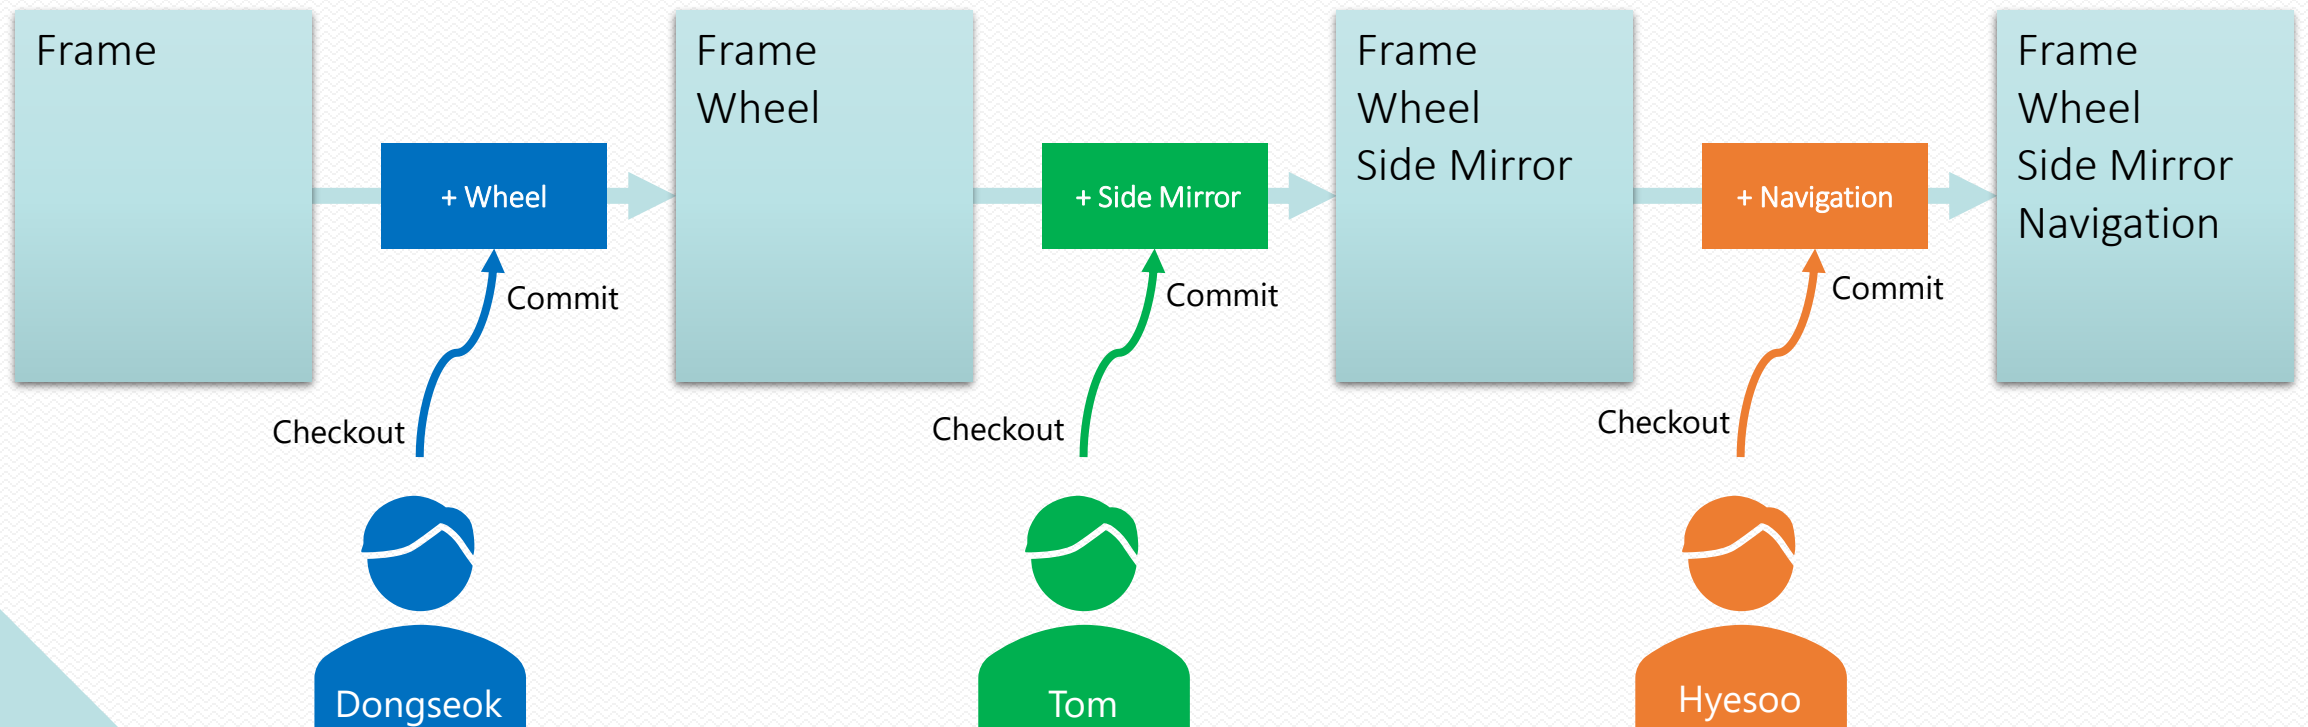 Frame
+ Wheel
Frame
Wheel
+ Side Mirror
Frame
Wheel
Side Mirror
+ Navigation
Frame
Wheel
Side Mirror
Navigation
Commit
Commit
Commit
Checkout
Checkout
Checkout
Dongseok
Tom
Hyesoo